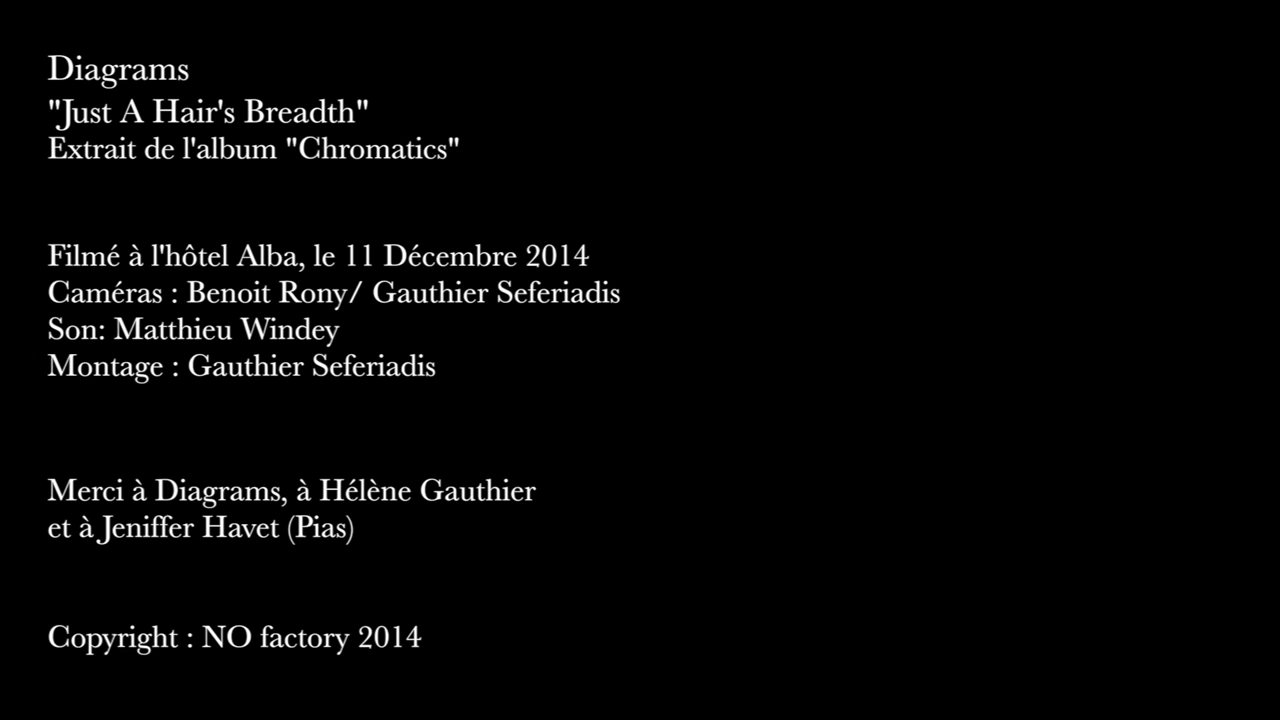 Diagrams
"Just A Hair's Breadth"
Extrait de l'album "Chromatics"
Filmé à l'hôtel Alba, le 11 Décembre 2014
Caméras : Benoit Rony/ Gauthier Seferiadis
Son: Matthieu Windey
Montage : Gauthier Seferiadis
Merci à Diagrams, à Hélène Gauthier
et à Jeniffer Havet (Pias)
Copyright : NO factory 2014